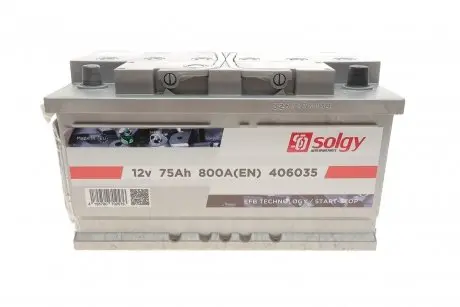 solgy
12v 75Ah 800A(EN) 406035
EFB TECHNOLOGY / START-STOP